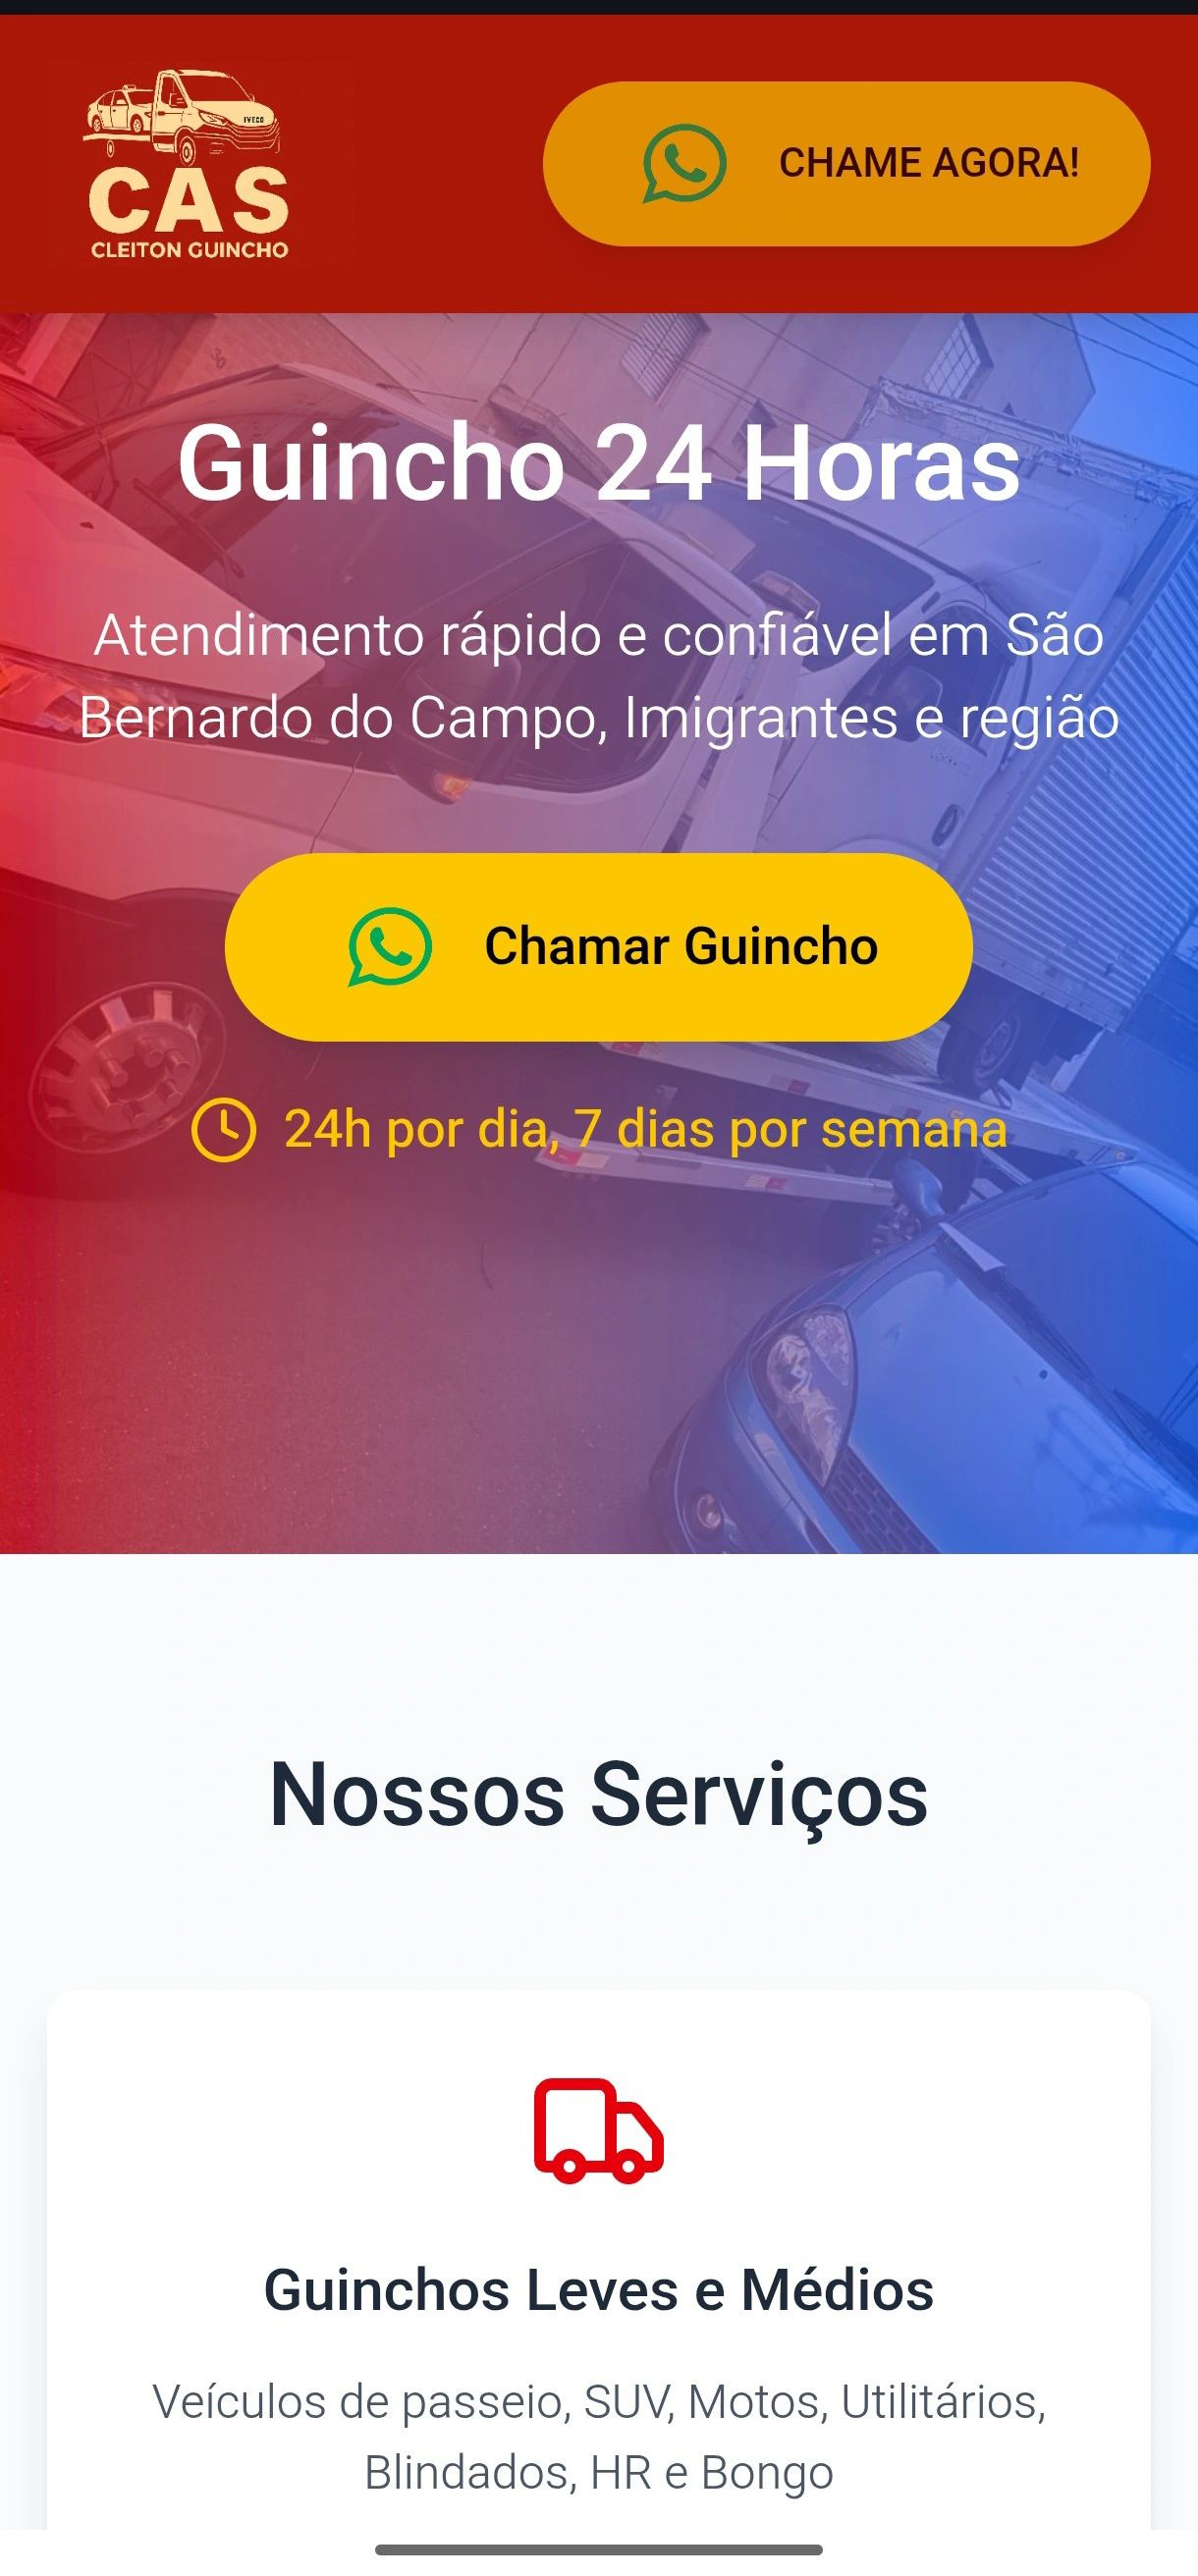 IVECO
CAS
CLEITON GUINCHO
CHAME AGORA!
Guincho 24 Horas
Atendimento rápido e confiável em São
Bernardo do Campo, Imigrantes e região
Chamar Guincho
24h por dia, 7 dias por semana
Nossos Serviços
Guinchos Leves e Médios
Veículos de passeio, SUV, Motos, Utilitários,
Blindados, HR e Bongo